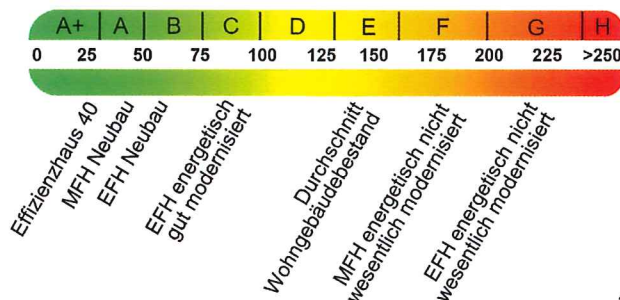 A+ A B C D E F G H
0 25 50 75 100 125 150 175 200 225 >250
Effizienzhaus 40
MFH Neubau
EFH Neubau
EFH energetisch
gut modernisiert
Durchschnitt
Wohngebäudebestand
MFH energetisch nicht
wesentlich modernisiert
EFH energetisch nicht
wesentlich modernisiert